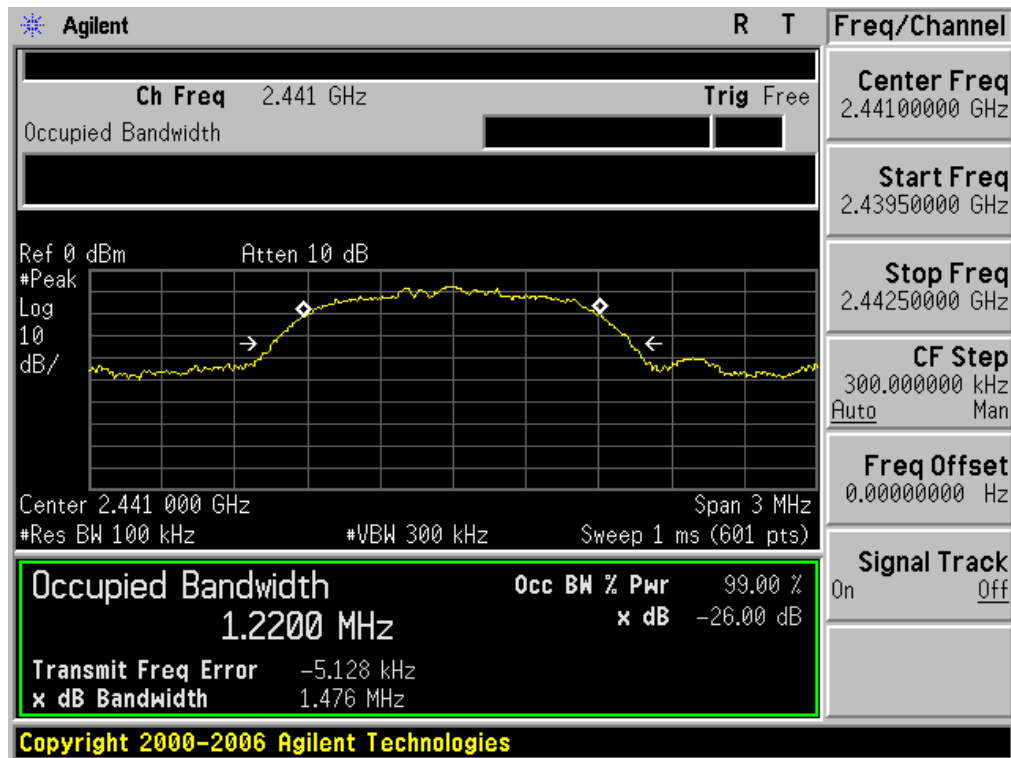 Agilent R T
Ch Freq 2.441 GHz Trig Free
Occupied Bandwidth
Ref 0 dBm Atten 10 dB
#Peak
Log
10
dB/
Center 2.441 000 GHz Span 3 MHz
#Res BW 100 kHz #VBW 300 kHz Sweep 1 ms (601 pts)
Occupied Bandwidth
1.2200 MHz
Occ BW % Pwr 99.00 %
x dB -26.00 dB
Transmit Freq Error -5.128 kHz
x dB Bandwidth 1.476 MHz
Copyright 2000-2006 Agilent Technologies
Freq/Channel
Center Freq
2.44100000 GHz
Start Freq
2.43950000 GHz
Stop Freq
2.44250000 GHz
CF Step
300.000000 kHz
Auto Man
Freq Offset
0.00000000 Hz
Signal Track
On Off